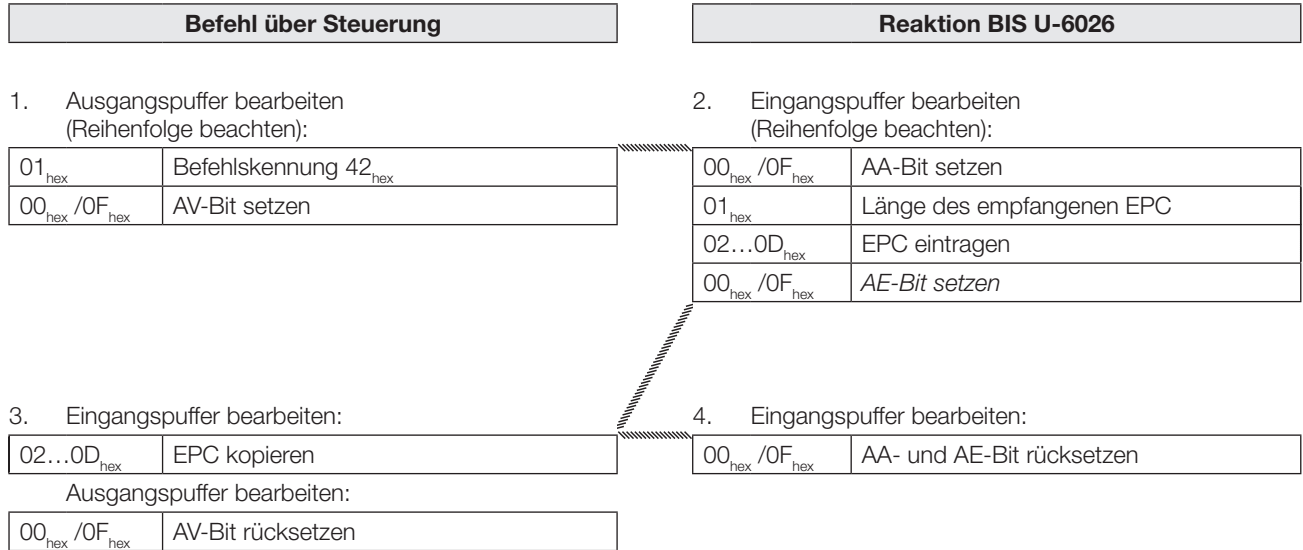 Befehl über Steuerung
Reaktion BIS U-6026
1. Ausgangspuffer bearbeiten
(Reihenfolge beachten):
01hex Befehlskennung 42hex
00hex /0Fhex AV-Bit setzen
2. Eingangspuffer bearbeiten
(Reihenfolge beachten):
00hex /0Fhex AA-Bit setzen
01hex Länge des empfangenen EPC
02…0Dhex EPC eintragen
00hex /0Fhex AE-Bit setzen
3. Eingangspuffer bearbeiten:
02…0Dhex EPC kopieren
Ausgangspuffer bearbeiten:
00hex /0Fhex AV-Bit rücksetzen
4. Eingangspuffer bearbeiten:
00hex /0Fhex AA- und AE-Bit rücksetzen